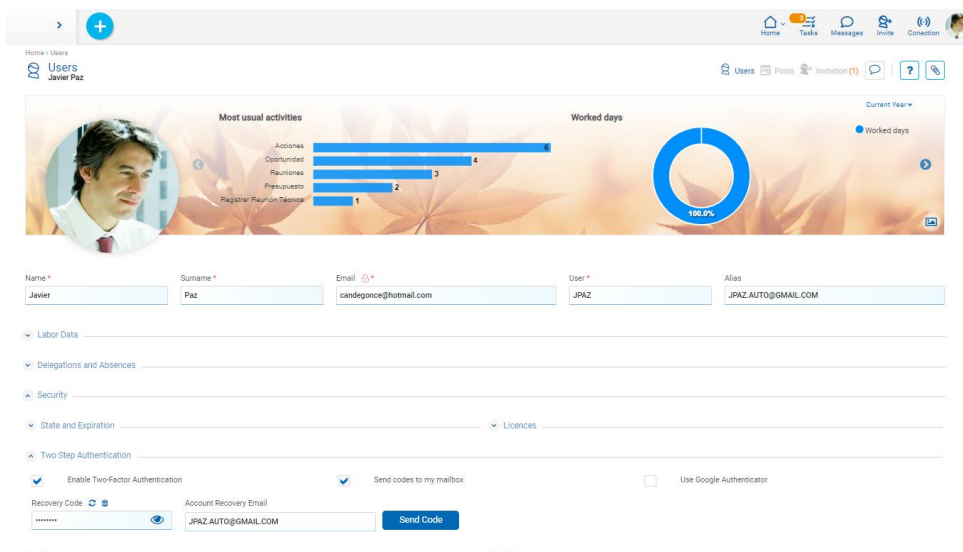 3
Home Tasks Messages Invite Conection
Home › Users
Users
Javier Paz
Users Posts Invitation (1) ?
Current Year
Most usual activities
Worked days
Worked days
Acciones 6
Oportunidad 4
Reuniones 3
Presupuesto 2
Registrar Reunión Técnica 1
100.0%
Name * Surname * Email * User * Alias
Javier Paz candegonce@hotmail.com JPAZ JPAZ.AUTO@GMAIL.COM
Labor Data
Delegations and Absences
Security
State and Expiration Licences
Two Step Authentication
Enable Two-Factor Authentication Send codes to my mailbox Use Google Authenticator
Recovery Code Account Recovery Email
•••••••• JPAZ.AUTO@GMAIL.COM Send Code